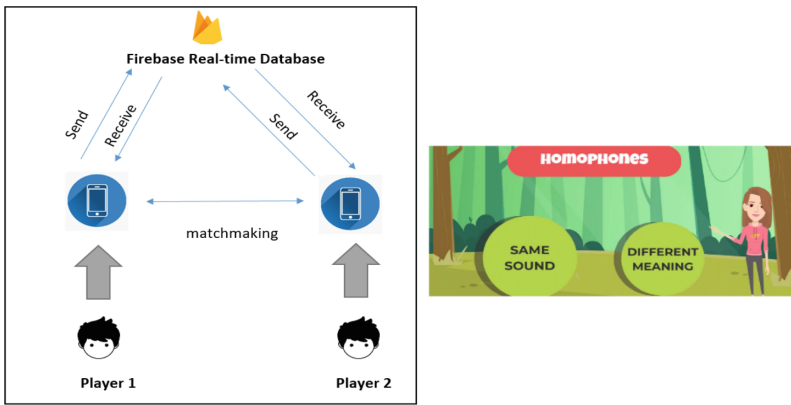 Firebase Real-time Database
Send
Receive
Send
Receive
matchmaking
Player 1
Player 2
HOMOPHONES
SAME
SOUND
DIFFERENT
MEANING